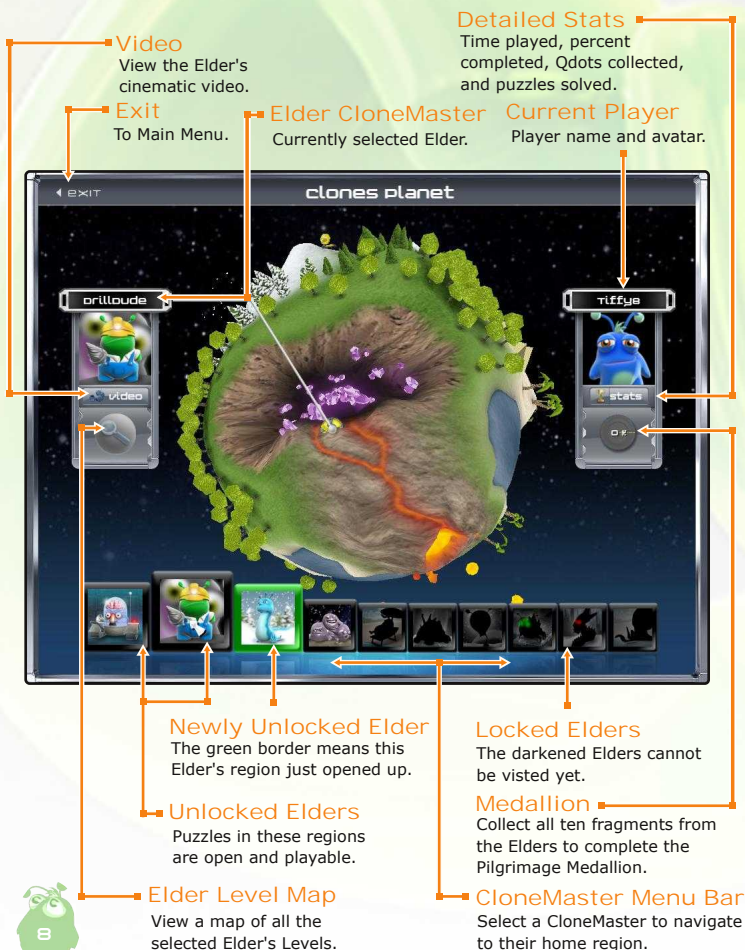 Detailed Stats
Time played, percent
completed, Qdots collected,
and puzzles solved.
Video
View the Elder's
cinematic video.
Exit
To Main Menu.
Elder CloneMaster
Currently selected Elder.
Current Player
Player name and avatar.
EXIT
clones planet
DrillDude
Tiffy8
video
stats
Newly Unlocked Elder
The green border means this
Elder's region just opened up.
Locked Elders
The darkened Elders cannot
be visted yet.
Unlocked Elders
Puzzles in these regions
are open and playable.
Medallion
Collect all ten fragments from
the Elders to complete the
Pilgrimage Medallion.
Elder Level Map
View a map of all the
selected Elder's Levels.
CloneMaster Menu Bar
Select a CloneMaster to navigate
to their home region.
8